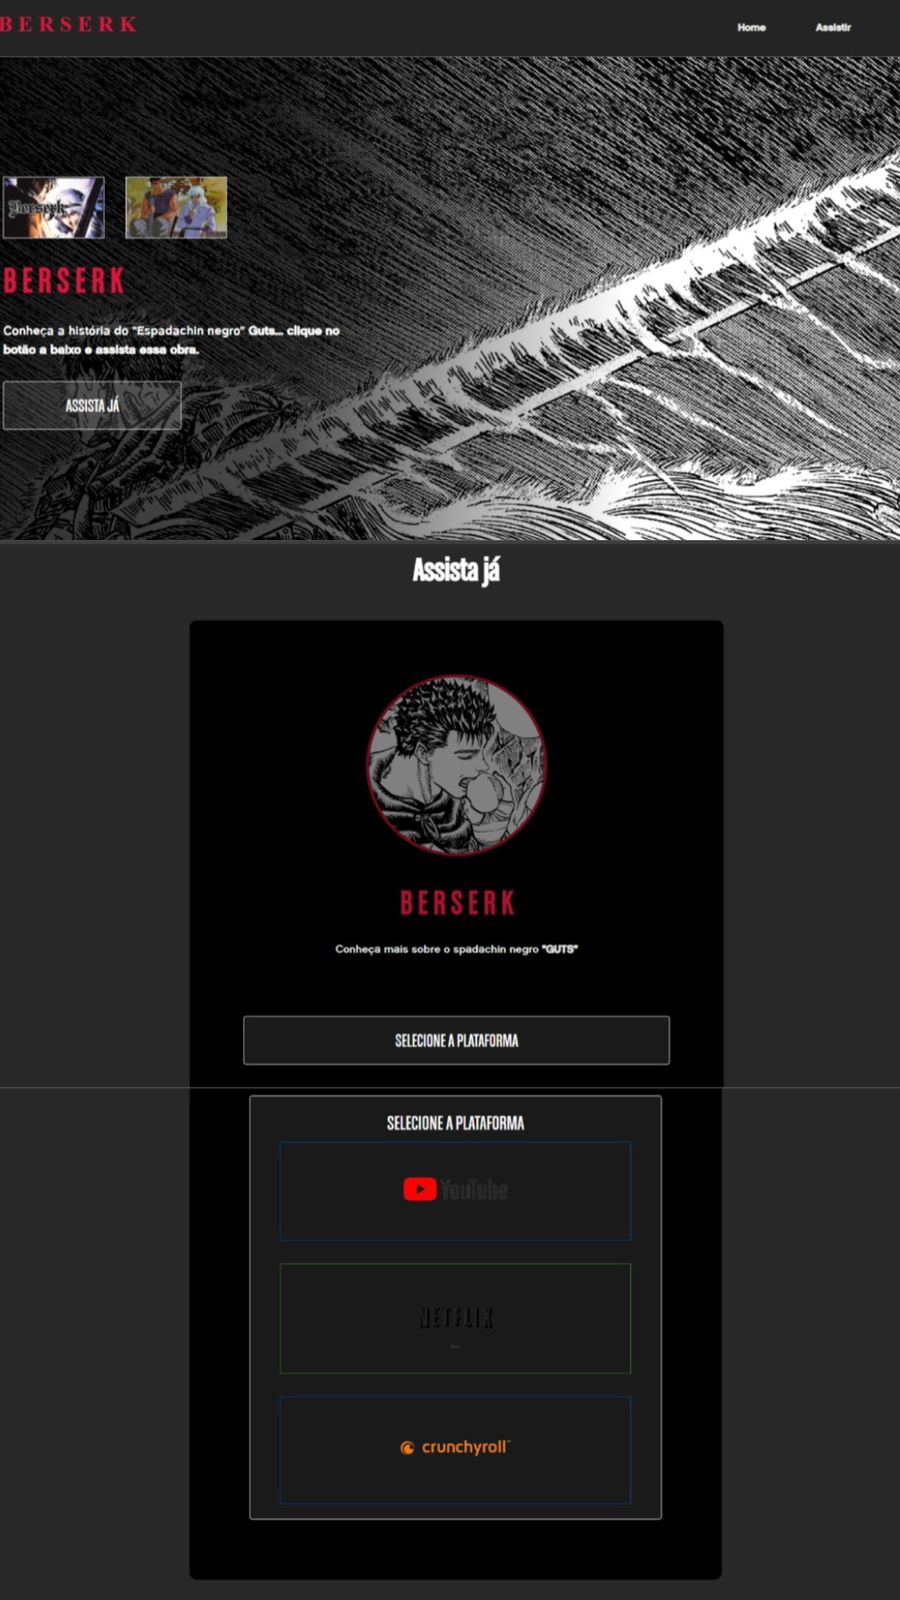 BERSERK
Home
Assistir
Berserk
BERSERK
Conheça a história do "Espadachin negro" Guts... clique no
botão a baixo e assista essa obra.
ASSISTA JÁ
Assista já
BERSERK
Conheça mais sobre o spadachin negro "GUTS"
SELECIONE A PLATAFORMA
SELECIONE A PLATAFORMA
YouTube
NETFLIX
crunchyroll